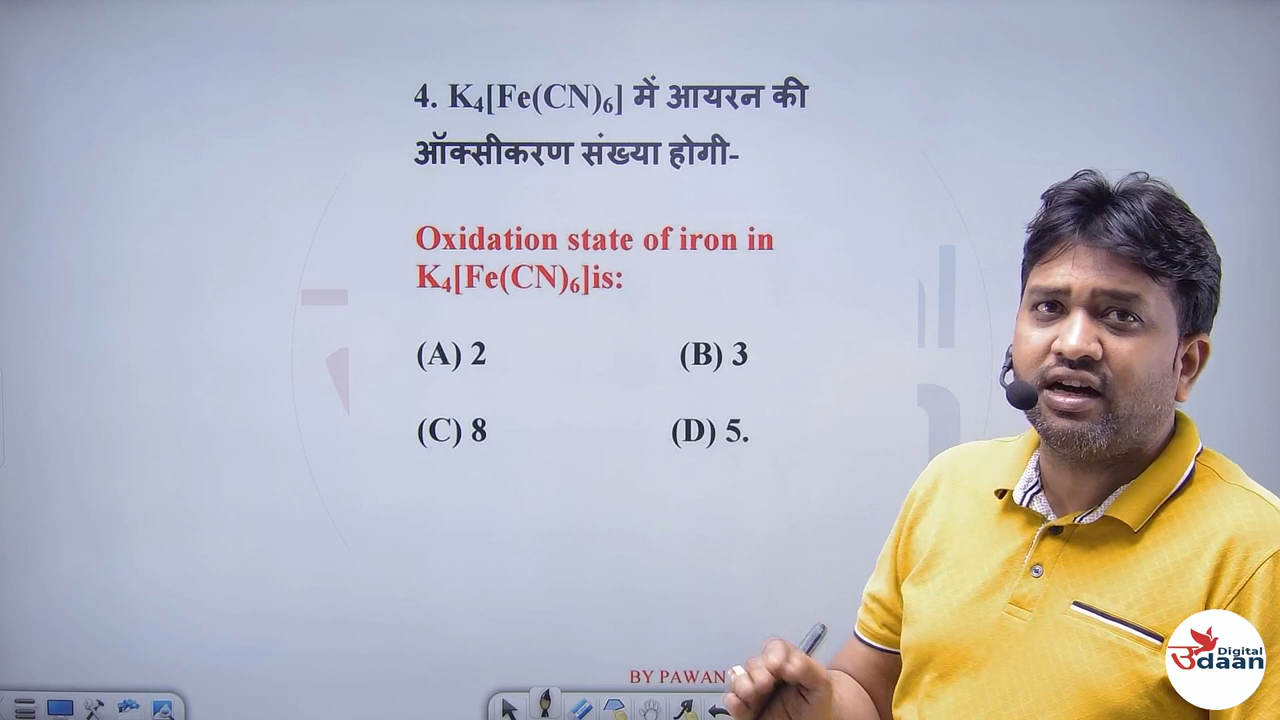 4. K₄[Fe(CN)₆] में आयरन की
ऑक्सीकरण संख्या होगी-
Oxidation state of iron in
K₄[Fe(CN)₆]is:
(A) 2 (B) 3
(C) 8 (D) 5.
BY PAWAN
Digital
उdaan